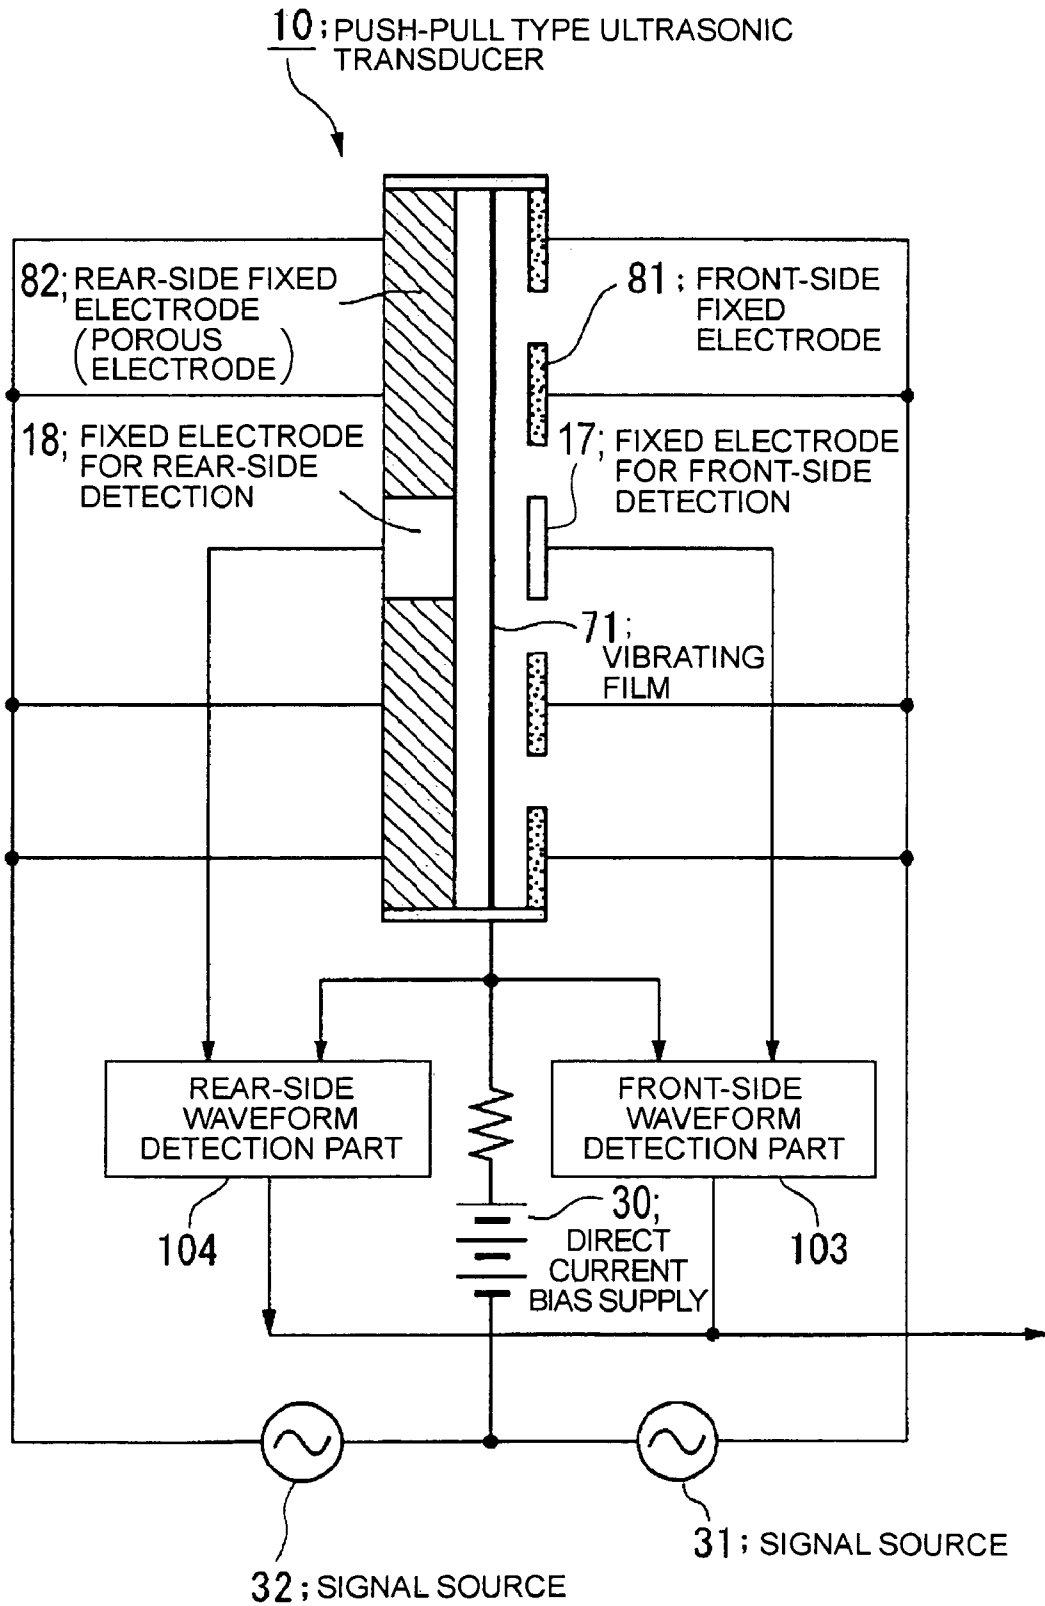 10; PUSH-PULL TYPE ULTRASONIC
TRANSDUCER
82; REAR-SIDE FIXED
ELECTRODE
(POROUS
ELECTRODE)
81; FRONT-SIDE
FIXED
ELECTRODE
18; FIXED ELECTRODE
FOR REAR-SIDE
DETECTION
17; FIXED ELECTRODE
FOR FRONT-SIDE
DETECTION
71;
VIBRATING
FILM
REAR-SIDE
WAVEFORM
DETECTION PART
104
FRONT-SIDE
WAVEFORM
DETECTION PART
103
30;
DIRECT
CURRENT
BIAS SUPPLY
31; SIGNAL SOURCE
32; SIGNAL SOURCE